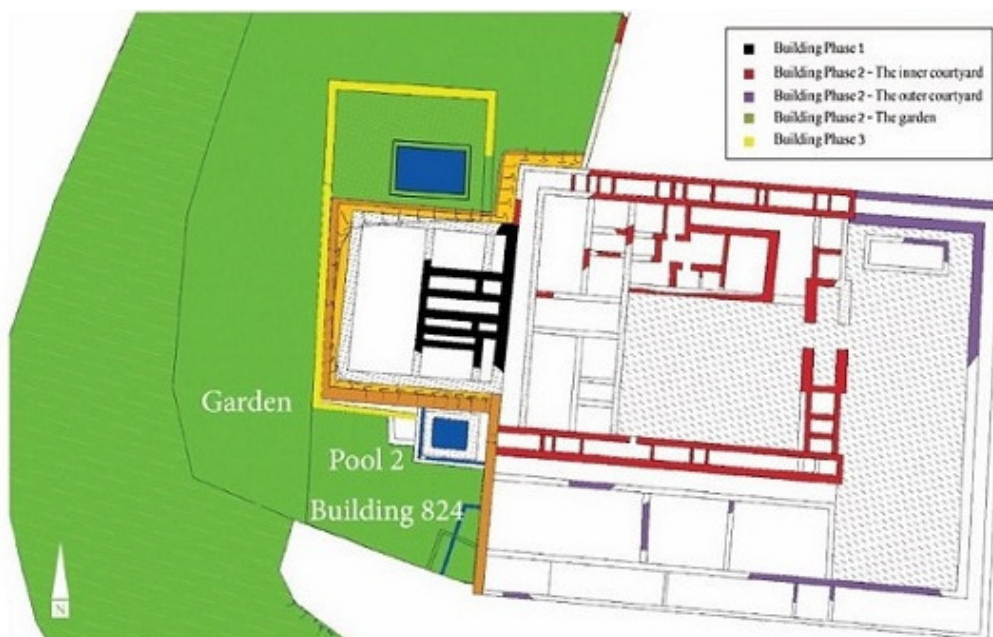 Building Phase 1
Building Phase 2 - The inner courtyard
Building Phase 2 - The outer courtyard
Building Phase 2 - The garden
Building Phase 3
Garden
Pool 2
Building 824
N